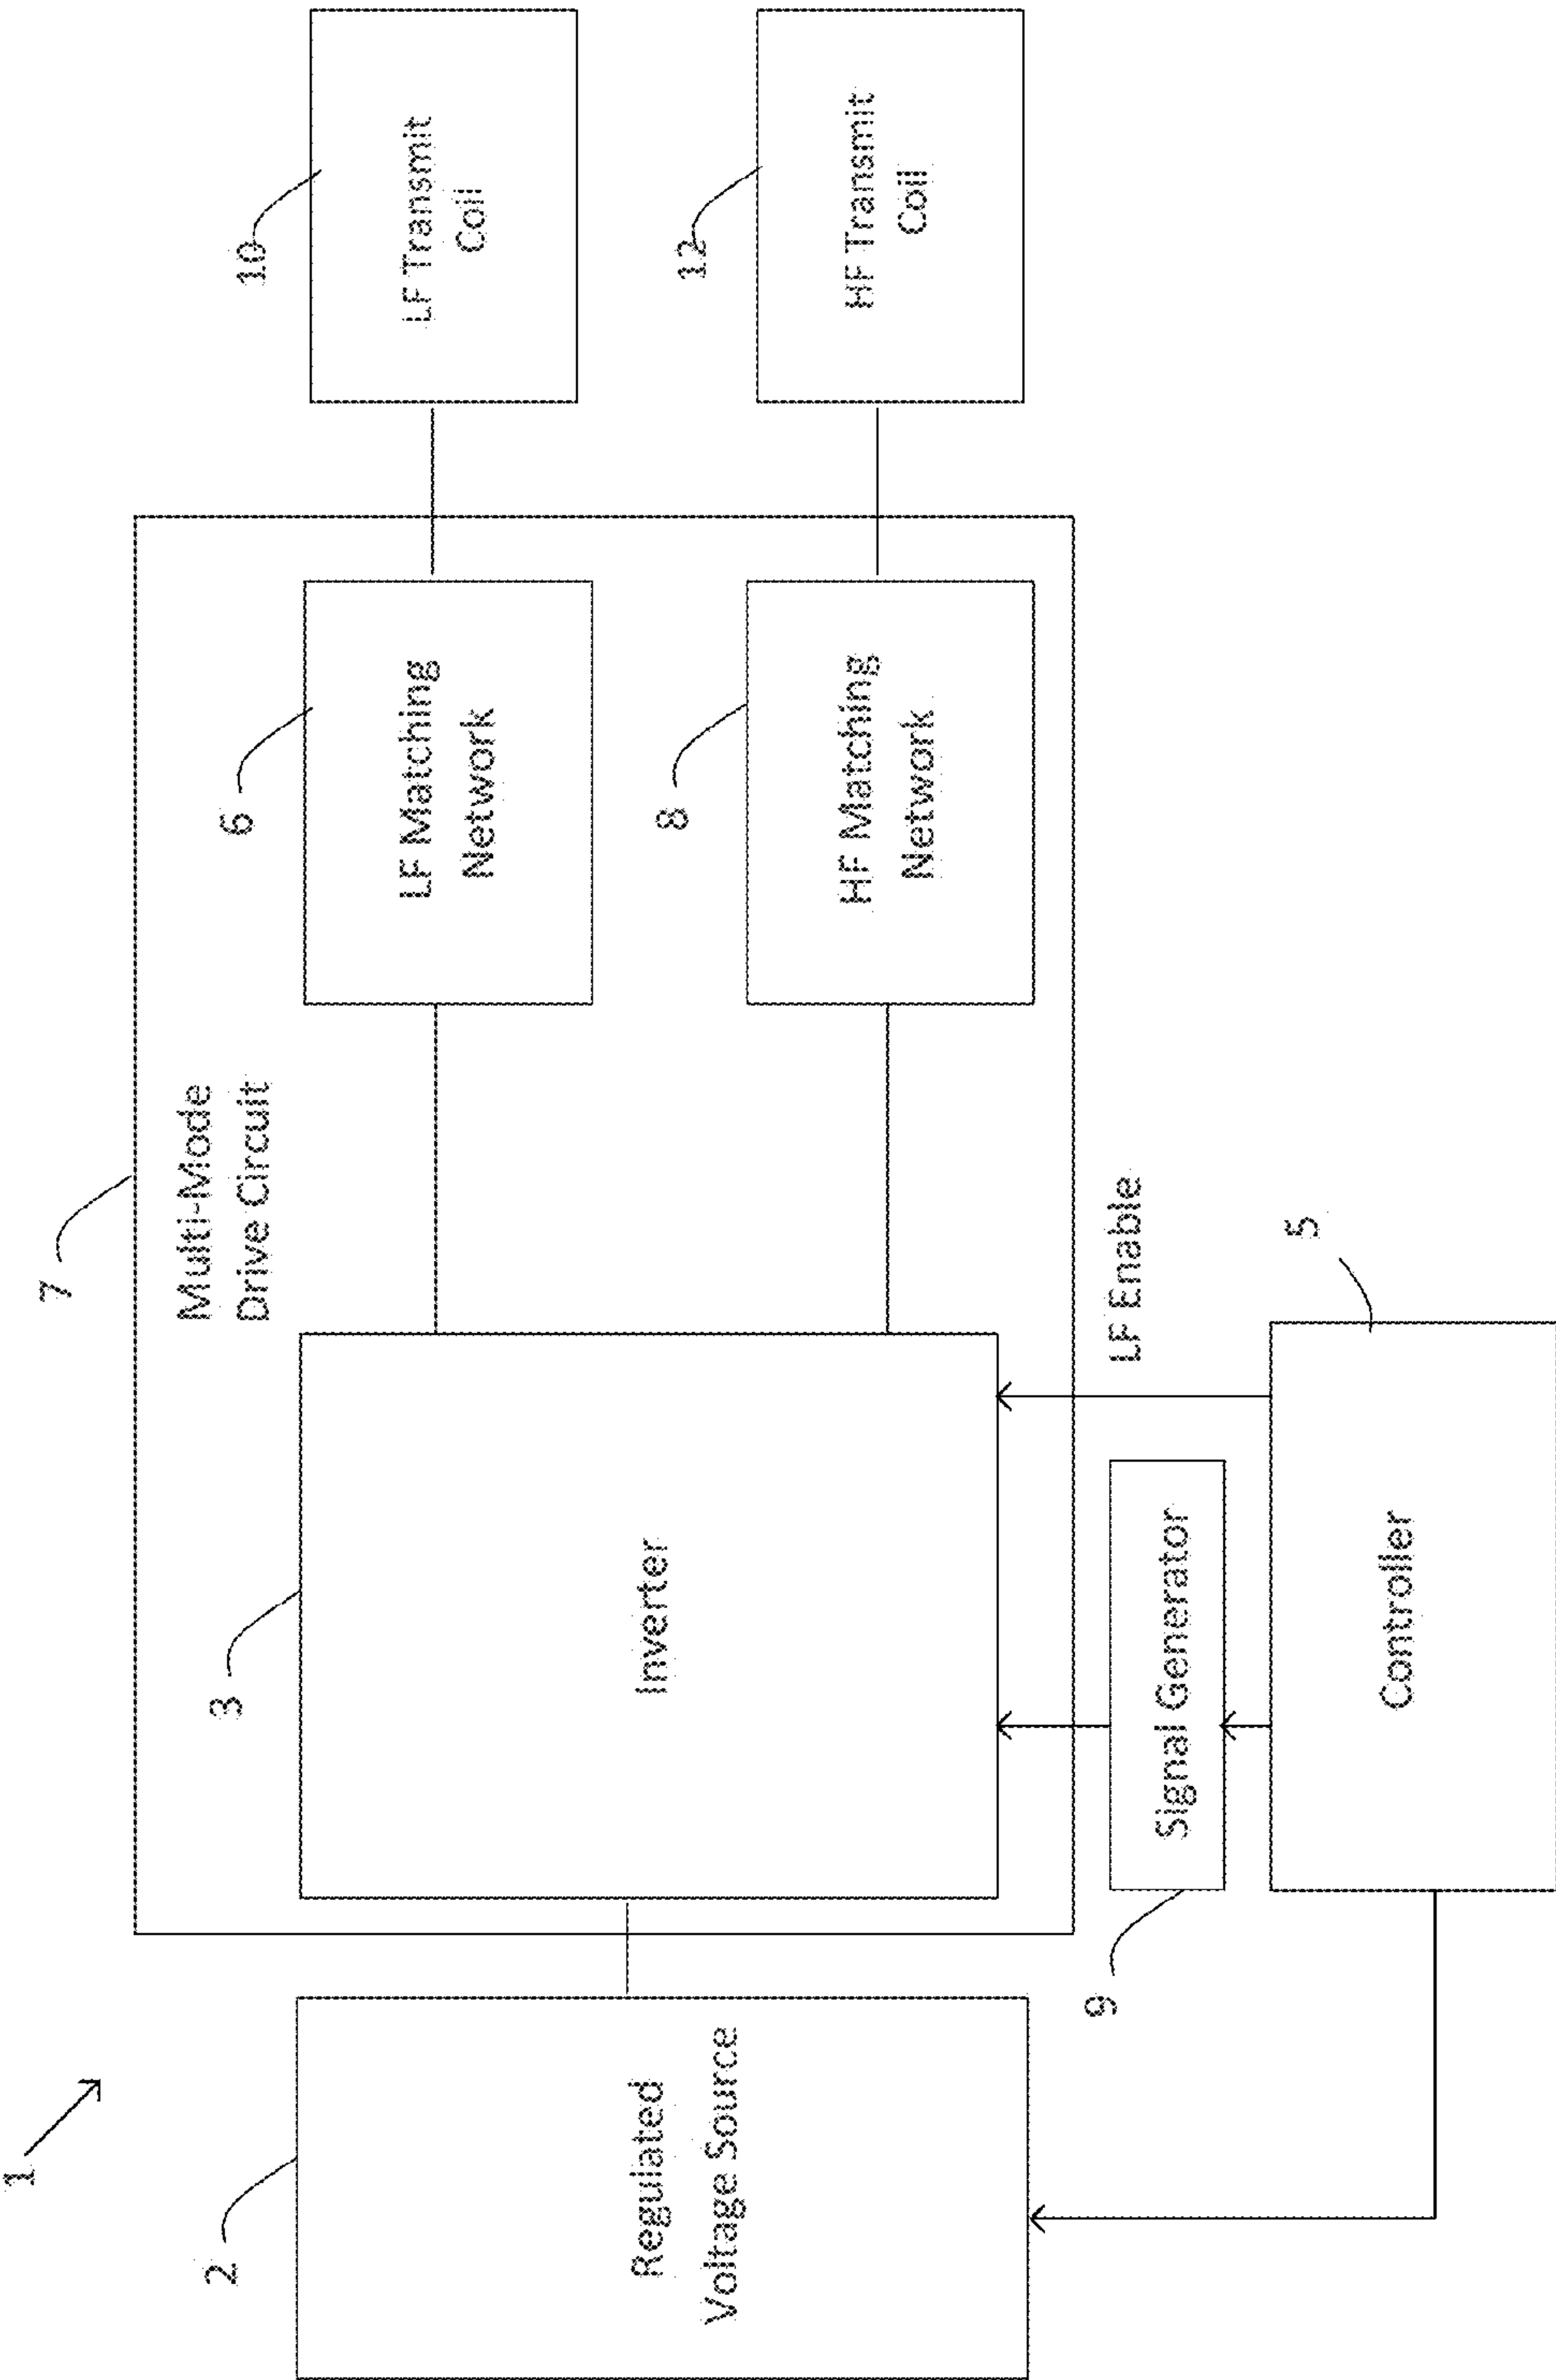 1
7
Multi-Mode
Drive Circuit
2
Regulated
Voltage Source
3
Inverter
6
LF Matching
Network
10
LF Transmit
Coil
8
HF Matching
Network
12
HF Transmit
Coil
LF Enable
9
Signal Generator
5
Controller